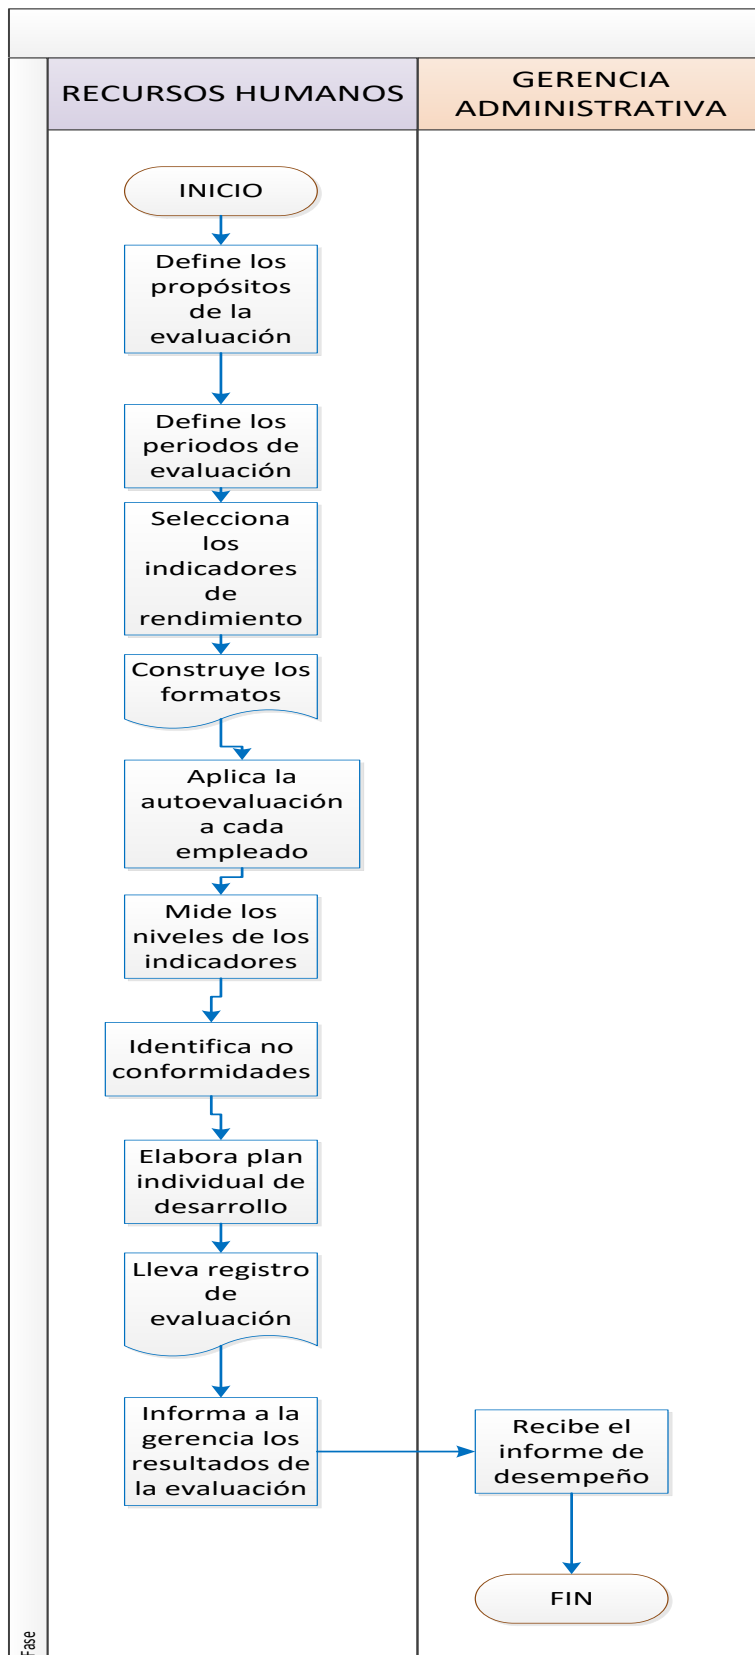 RECURSOS HUMANOS
GERENCIA
ADMINISTRATIVA
INICIO
Define los
propósitos
de la
evaluación
Define los
periodos de
evaluación
Selecciona
los
indicadores
de
rendimiento
Construye los
formatos
Aplica la
autoevaluación
a cada
empleado
Mide los
niveles de los
indicadores
Identifica no
conformidades
Elabora plan
individual de
desarrollo
Lleva registro
de
evaluación
Informa a la
gerencia los
resultados de
la evaluación
Recibe el
informe de
desempeño
FIN
Fase